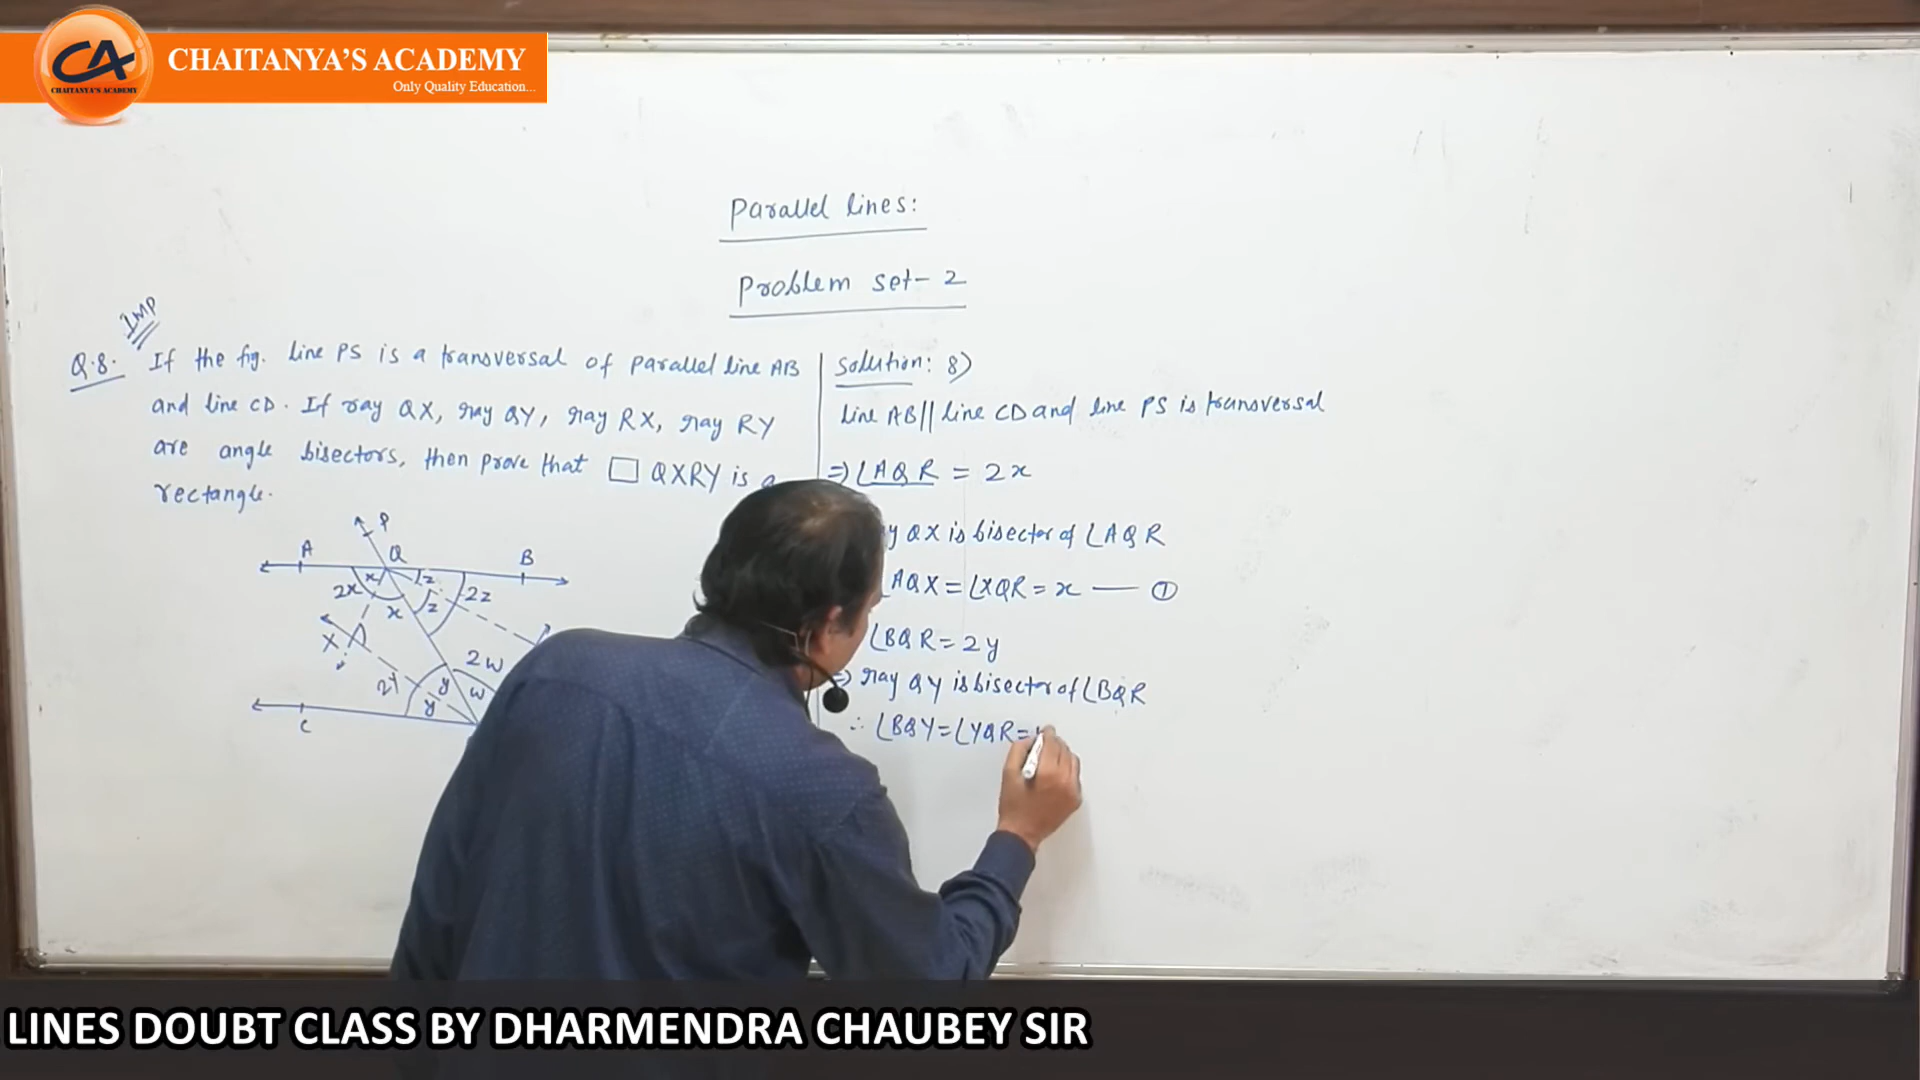 CA
CHAITANYA'S ACADEMY
CHAITANYA'S ACADEMY
Only Quality Education...
Parallel lines:
Problem set-2
IMP
Q.8. If the fig. line PS is a transversal of parallel line AB
and line CD. If ray QX, ray QY, ray RX, ray RY
are angle bisectors, then prove that □ QXRY is a
rectangle.
P
A Q B
x z
2x x z 2z
X
2w
2y y w
y
C
Solution: 8)
line AB || line CD and line PS is transversal
⇒ ∠AQR = 2x
QX is bisector of ∠AQR
∠AQX = ∠XQR = x — ①
∠BQR = 2y
⇒ ray QY is bisector of ∠BQR
∴ ∠BQY = ∠YQR =
LINES DOUBT CLASS BY DHARMENDRA CHAUBEY SIR